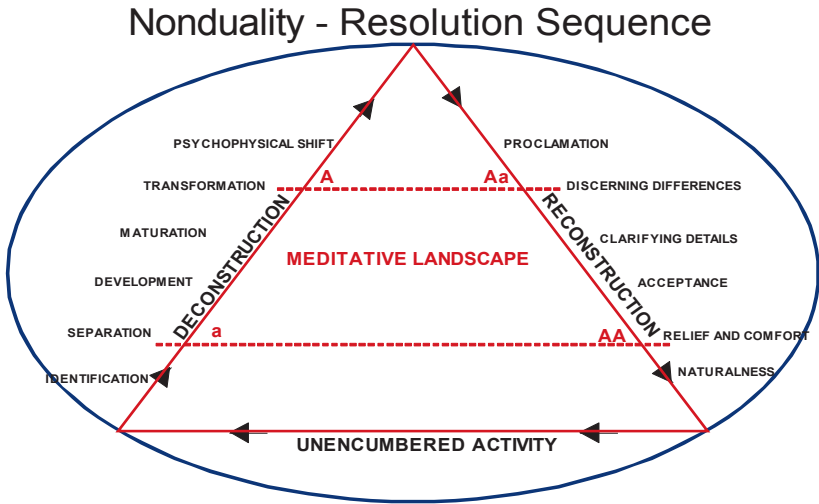 Nonduality - Resolution Sequence
PSYCHOPHYSICAL SHIFT
PROCLAMATION
A
Aa
TRANSFORMATION
DISCERNING DIFFERENCES
DECONSTRUCTION
RECONSTRUCTION
MATURATION
CLARIFYING DETAILS
MEDITATIVE LANDSCAPE
DEVELOPMENT
ACCEPTANCE
SEPARATION
a
AA
RELIEF AND COMFORT
IDENTIFICATION
NATURALNESS
UNENCUMBERED ACTIVITY